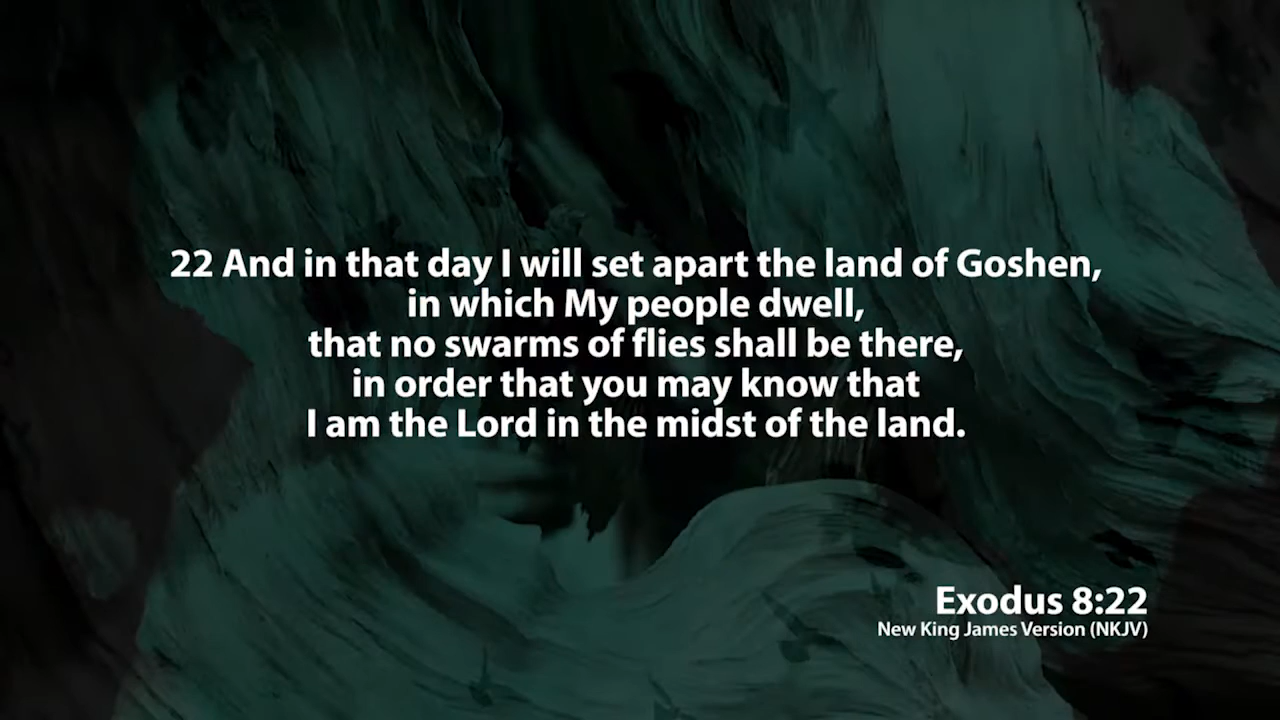 22 And in that day I will set apart the land of Goshen,
in which My people dwell,
that no swarms of flies shall be there,
in order that you may know that
I am the Lord in the midst of the land.
Exodus 8:22
New King James Version (NKJV)